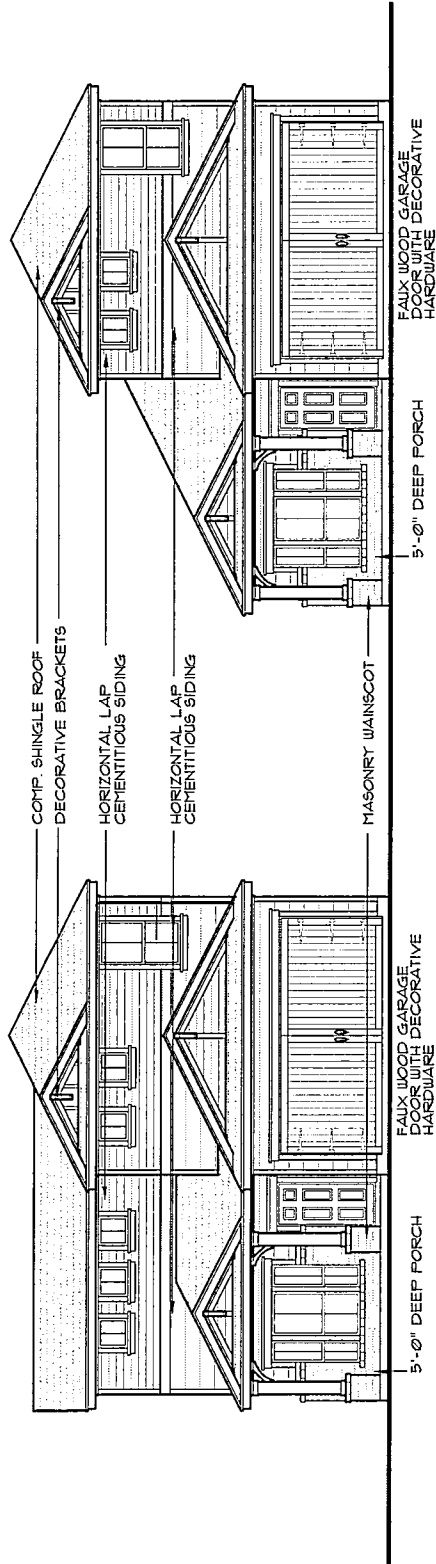 COMP. SHINGLE ROOF
DECORATIVE BRACKETS
HORIZONTAL LAP
CEMENTITIOUS SIDING
HORIZONTAL LAP
CEMENTITIOUS SIDING
MASONRY WAINSCOT
5'-0" DEEP PORCH
FAUX WOOD GARAGE
DOOR WITH DECORATIVE
HARDWARE
5'-0" DEEP PORCH
FAUX WOOD GARAGE
DOOR WITH DECORATIVE
HARDWARE